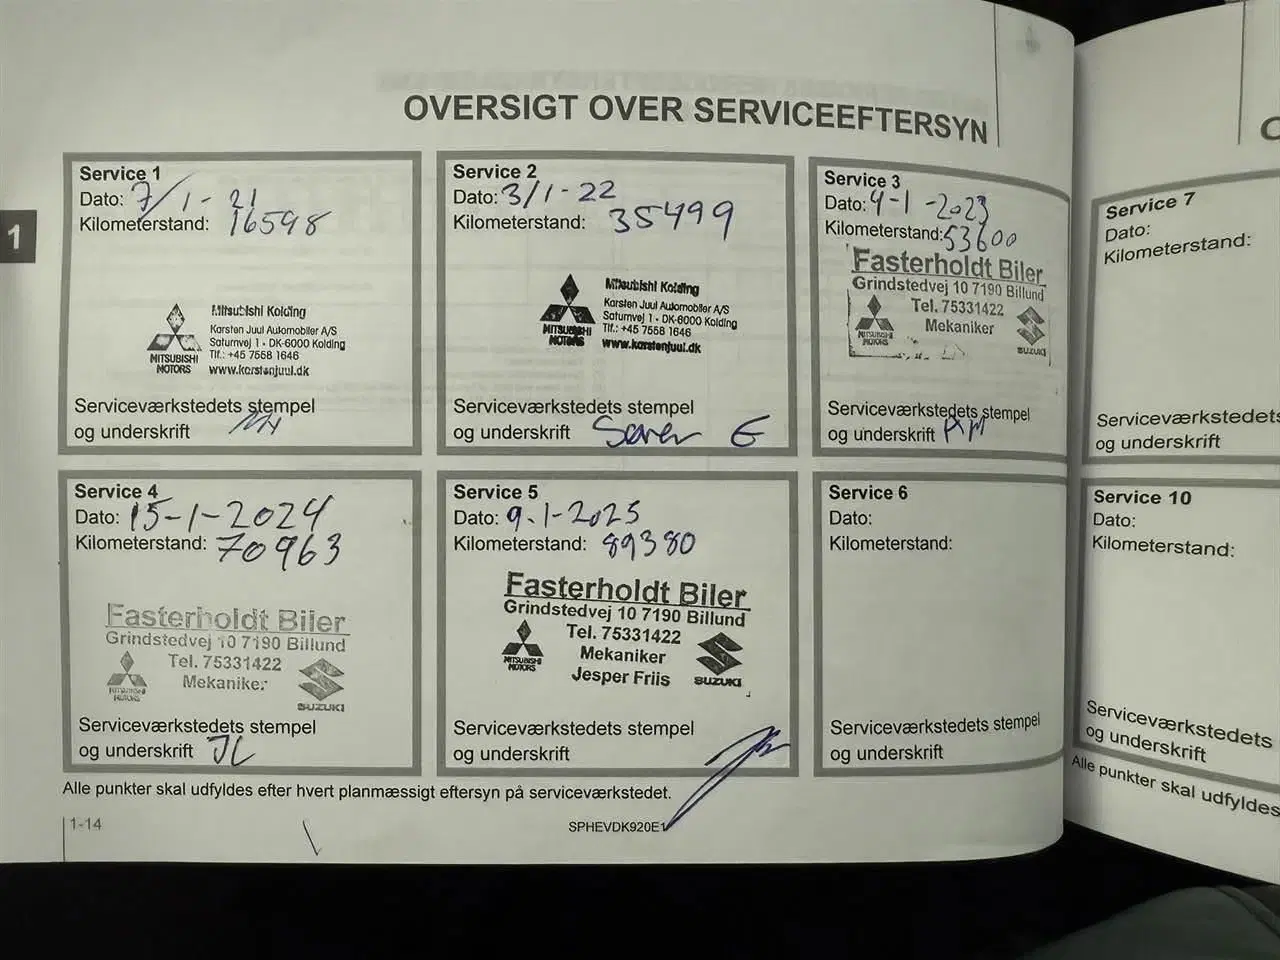 OVERSIGT OVER SERVICEEFTERSYN
1
Service 1
Dato: 7/1-21
Kilometerstand: 16598
Mitsubishi Kolding
Karsten Juul Automobiler A/S
Saturnvej 1 - DK-6000 Kolding
Tlf.: +45 7558 1646
www.karstenjuul.dk
MITSUBISHI
MOTORS
Serviceværkstedets stempel
og underskrift
Service 2
Dato: 3/1-22
Kilometerstand: 35499
Mitsubishi Kolding
Karsten Juul Automobiler A/S
Saturnvej 1 - DK-6000 Kolding
Tlf.: +45 7558 1646
www.karstenjuul.dk
MITSUBISHI
MOTORS
Serviceværkstedets stempel
og underskrift
Service 3
Dato: 4-1-2023
Kilometerstand: 53600
Fasterholdt Biler
Grindstedvej 10 7190 Billund
Tel. 75331422
Mekaniker
MITSUBISHI
MOTORS
SUZUKI
Serviceværkstedets stempel
og underskrift
Service 4
Dato: 15-1-2024
Kilometerstand: 70963
Fasterholdt Biler
Grindstedvej 10 7190 Billund
Tel. 75331422
Mekaniker
MITSUBISHI
MOTORS
SUZUKI
Serviceværkstedets stempel
og underskrift JL
Service 5
Dato: 9-1-2025
Kilometerstand: 89380
Fasterholdt Biler
Grindstedvej 10 7190 Billund
Tel. 75331422
Mekaniker
Jesper Friis
MITSUBISHI
MOTORS
SUZUKI
Serviceværkstedets stempel
og underskrift
Service 6
Dato:
Kilometerstand:
Serviceværkstedets stempel
og underskrift
Alle punkter skal udfyldes efter hvert planmæssigt eftersyn på serviceværkstedet.
1-14
SPHEVDK920E1
Service 7
Dato:
Kilometerstand:
Serviceværkstedets
og underskrift
Service 10
Dato:
Kilometerstand:
Serviceværkstedets
og underskrift
Alle punkter skal udfyldes